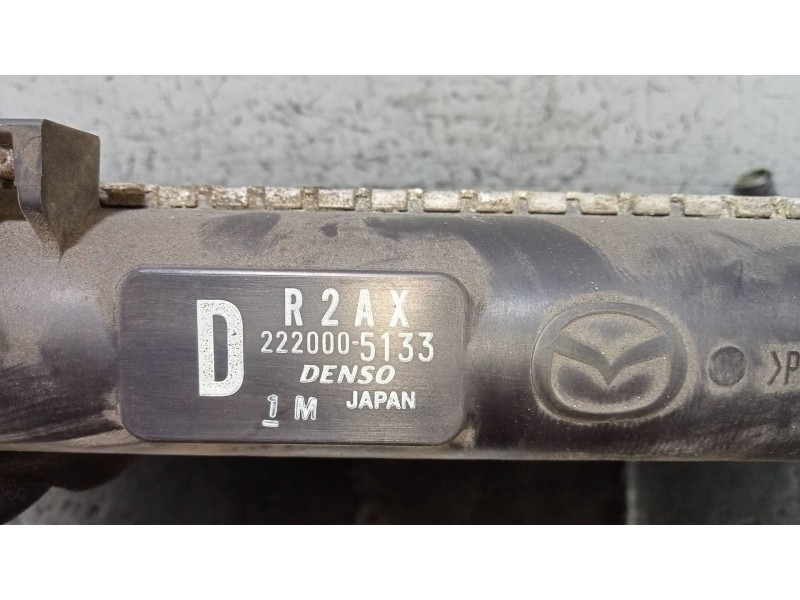 D
R2AX
222000-5133
DENSO
1 M JAPAN
>P